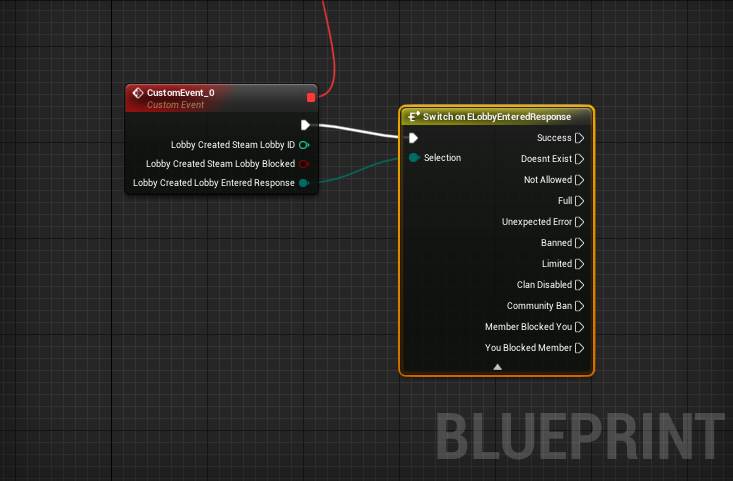 CustomEvent_0
Custom Event
Lobby Created Steam Lobby ID
Lobby Created Steam Lobby Blocked
Lobby Created Lobby Entered Response
Switch on ELobbyEnteredResponse
Selection
Success
Doesnt Exist
Not Allowed
Full
Unexpected Error
Banned
Limited
Clan Disabled
Community Ban
Member Blocked You
You Blocked Member
BLUEPRINT